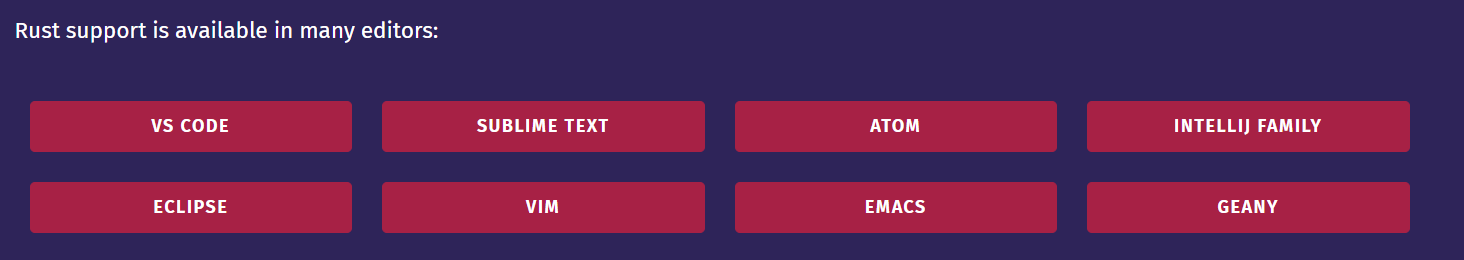 Rust support is available in many editors:
VS CODE SUBLIME TEXT ATOM INTELLIJ FAMILY
ECLIPSE VIM EMACS GEANY